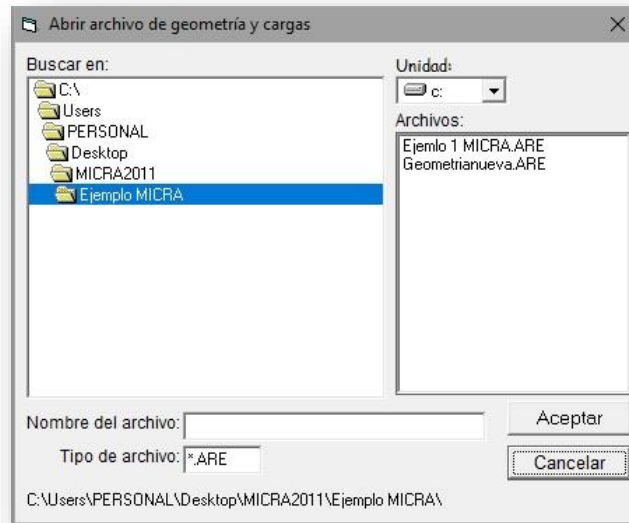 Abrir archivo de geometría y cargas
Buscar en:
C:\
Users
PERSONAL
Desktop
MICRA2011
Ejemplo MICRA
Unidad:
c:
Archivos:
Ejemlo 1 MICRA.ARE
Geometrianueva.ARE
Nombre del archivo:
Tipo de archivo: *.ARE
Aceptar
Cancelar
C:\Users\PERSONAL\Desktop\MICRA2011\Ejemplo MICRA\